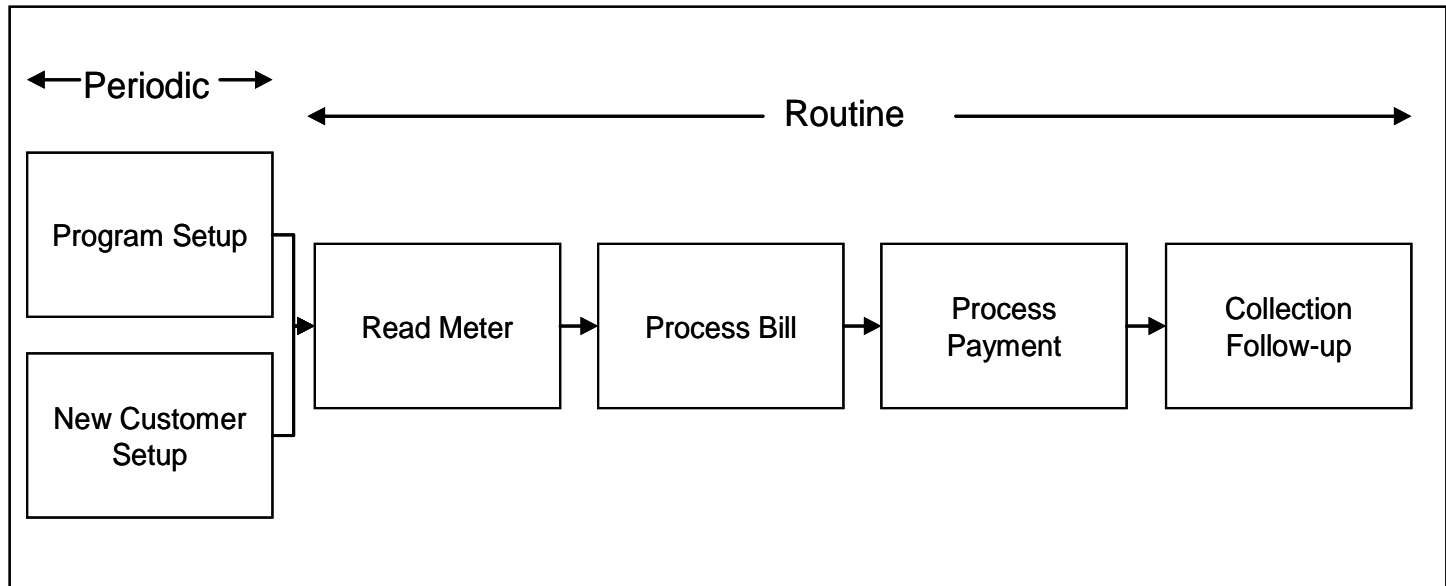 Periodic
Routine
Program Setup
New Customer
Setup
Read Meter
Process Bill
Process
Payment
Collection
Follow-up